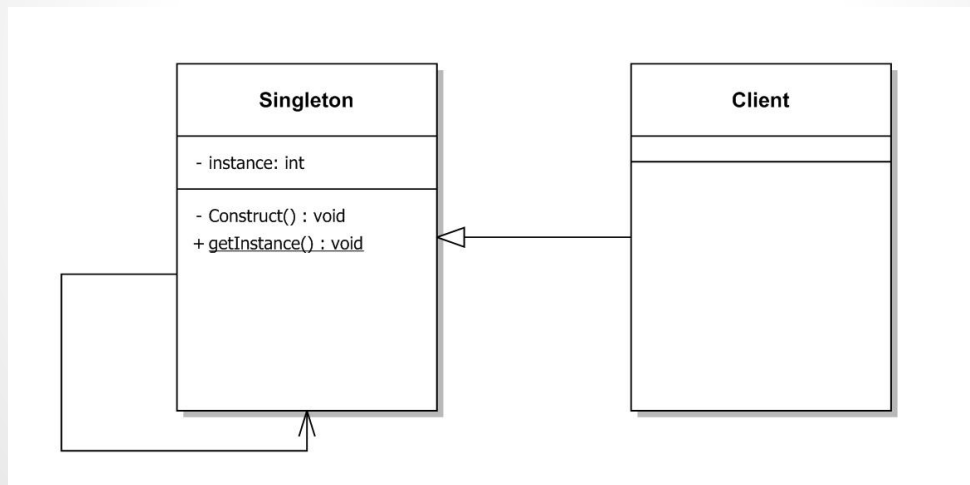 Singleton
- instance: int
- Construct() : void
+ getInstance() : void
Client